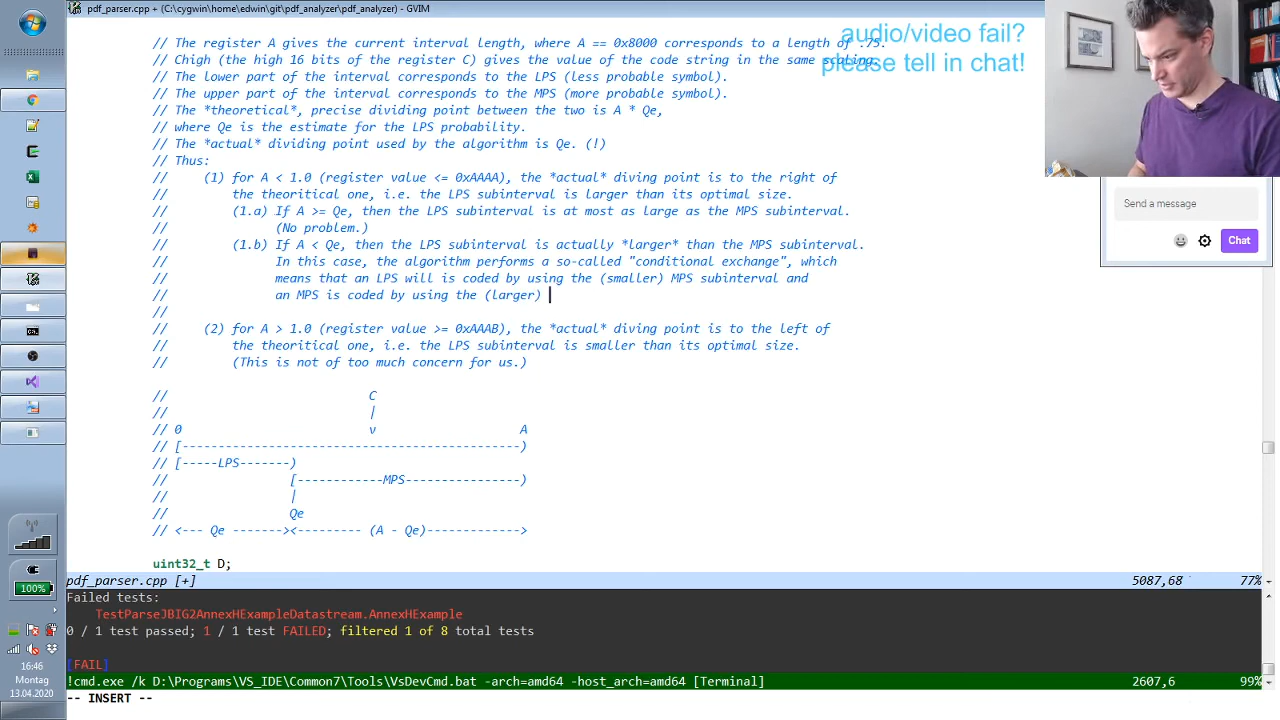 pdf_parser.cpp + (C:\cygwin\home\edwin\git\pdf_analyzer\pdf_analyzer) - GVIM
audio/video fail?
please tell in chat!
// The register A gives the current interval length, where A == 0x8000 corresponds to a length of .75.
// Chigh (the high 16 bits of the register C) gives the value of the code string in the same scaling.
// The lower part of the interval corresponds to the LPS (less probable symbol).
// The upper part of the interval corresponds to the MPS (more probable symbol).
// The *theoretical*, precise dividing point between the two is A * Qe,
// where Qe is the estimate for the LPS probability.
// The *actual* dividing point used by the algorithm is Qe. (!)
// Thus:
//     (1) for A < 1.0 (register value <= 0xAAAA), the *actual* diving point is to the right of
//         the theoritical one, i.e. the LPS subinterval is larger than its optimal size.
//         (1.a) If A >= Qe, then the LPS subinterval is at most as large as the MPS subinterval.
//               (No problem.)
//         (1.b) If A < Qe, then the LPS subinterval is actually *larger* than the MPS subinterval.
//               In this case, the algorithm performs a so-called "conditional exchange", which
//               means that an LPS will is coded by using the (smaller) MPS subinterval and
//               an MPS is coded by using the (larger)
//
//     (2) for A > 1.0 (register value >= 0xAAAB), the *actual* diving point is to the left of
//         the theoritical one, i.e. the LPS subinterval is smaller than its optimal size.
//         (This is not of too much concern for us.)
//                            C
//                            |
// 0                          v                    A
// [-----------------------------------------------)
// [-----LPS-------)
//                 [------------MPS----------------)
//                 |
//                 Qe
// <--- Qe -------><--------- (A - Qe)------------->
uint32_t D;
pdf_parser.cpp [+] 5087,68 77%
Failed tests:
TestParseJBIG2AnnexHExampleDatastream.AnnexHExample
0 / 1 test passed; 1 / 1 test FAILED; filtered 1 of 8 total tests
[FAIL]
!cmd.exe /k D:\Programs\VS_IDE\Common7\Tools\VsDevCmd.bat -arch=amd64 -host_arch=amd64 [Terminal] 2607,6 99%
-- INSERT --
Send a message
Chat
100%
16:46
Montag
13.04.2020